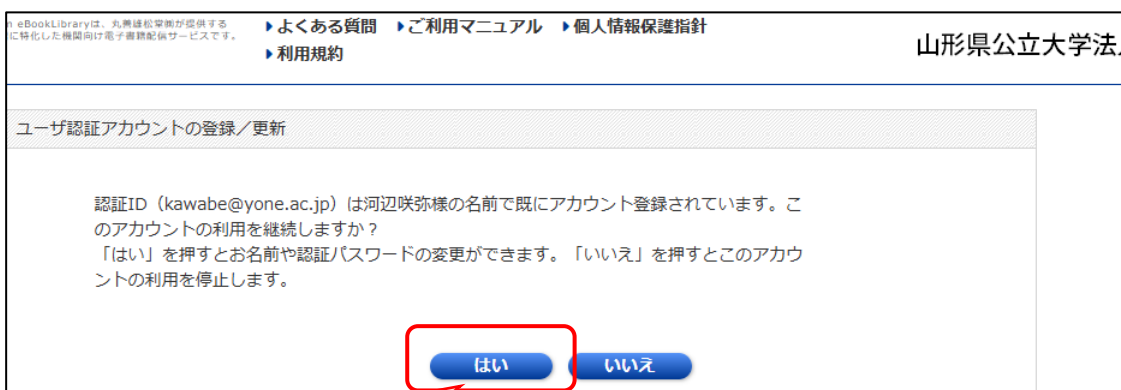 n eBookLibraryは、丸善雄松堂㈱が提供する
に特化した機関向け電子書籍配信サービスです。
よくある質問 ご利用マニュアル 個人情報保護指針
利用規約
山形県公立大学法
ユーザ認証アカウントの登録／更新
認証ID（kawabe@yone.ac.jp）は河辺咲弥様の名前で既にアカウント登録されています。こ
のアカウントの利用を継続しますか？
「はい」を押すとお名前や認証パスワードの変更ができます。「いいえ」を押すとこのアカウ
ントの利用を停止します。
はい いいえ